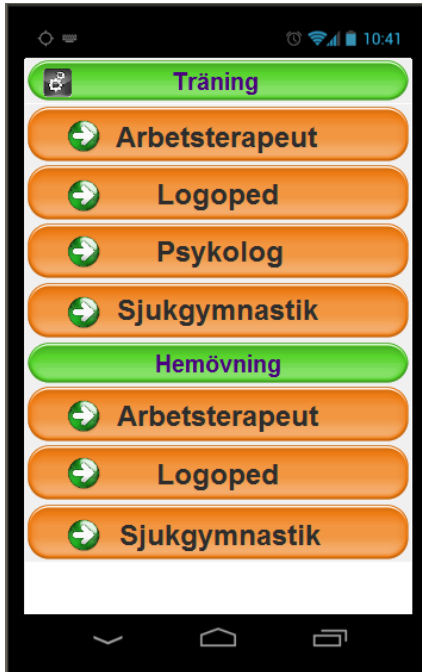 10:41
Träning
Arbetsterapeut
Logoped
Psykolog
Sjukgymnastik
Hemövning
Arbetsterapeut
Logoped
Sjukgymnastik